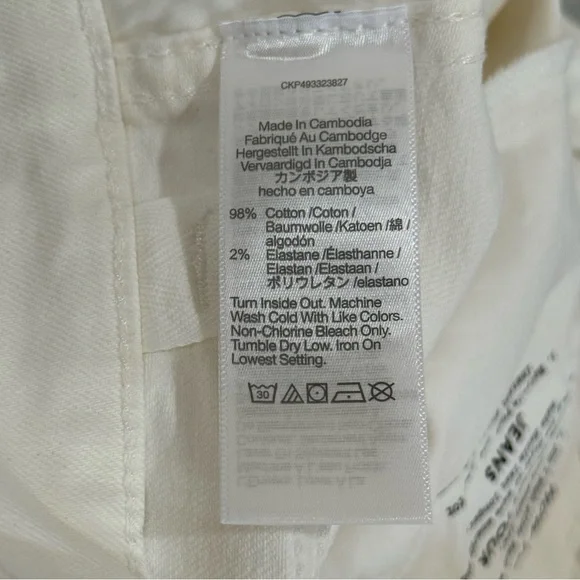 CKP493323827
Made In Cambodia
Fabriqué Au Cambodge
Hergestellt In Kambodscha
Vervaardigd In Cambodja
カンボジア製
hecho en camboya
98% Cotton /Coton /
Baumwolle /Katoen /綿 /
algodón
2% Elastane /Élasthanne /
Elastan /Elastaan /
ポリウレタン /elastano
Turn Inside Out. Machine
Wash Cold With Like Colors.
Non-Chlorine Bleach Only.
Tumble Dry Low. Iron On
Lowest Setting.
30
JEANS
YOUR